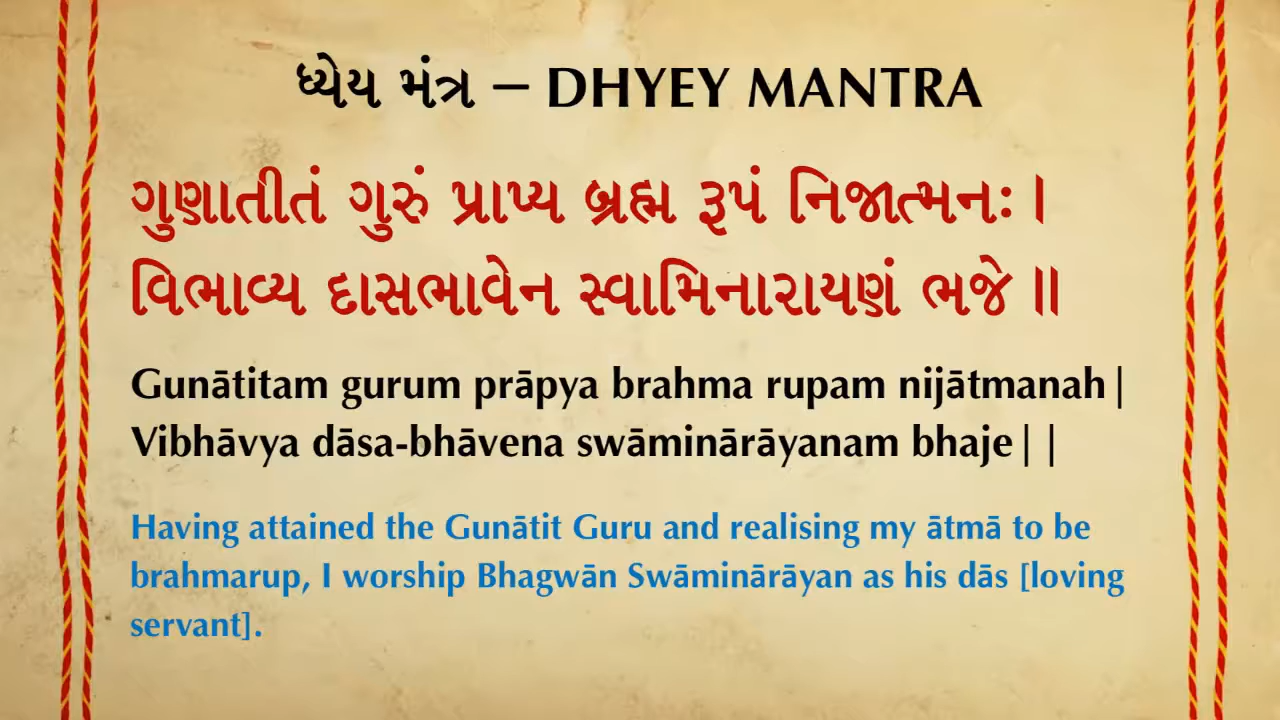 ધ્યેય મંત્ર – DHYEY MANTRA
ગુણાતીતં ગુરું પ્રાપ્ય બ્રહ્મ રૂપં નિજાત્મનઃ ।
વિભાવ્ય દાસભાવેન સ્વામિનારાયણં ભજે ॥
Gunātitam gurum prāpya brahma rupam nijātmanah|
Vibhāvya dāsa-bhāvena swāminārāyanam bhaje||
Having attained the Gunātit Guru and realising my ātmā to be
brahmarup, I worship Bhagwān Swāminārāyan as his dās [loving
servant].